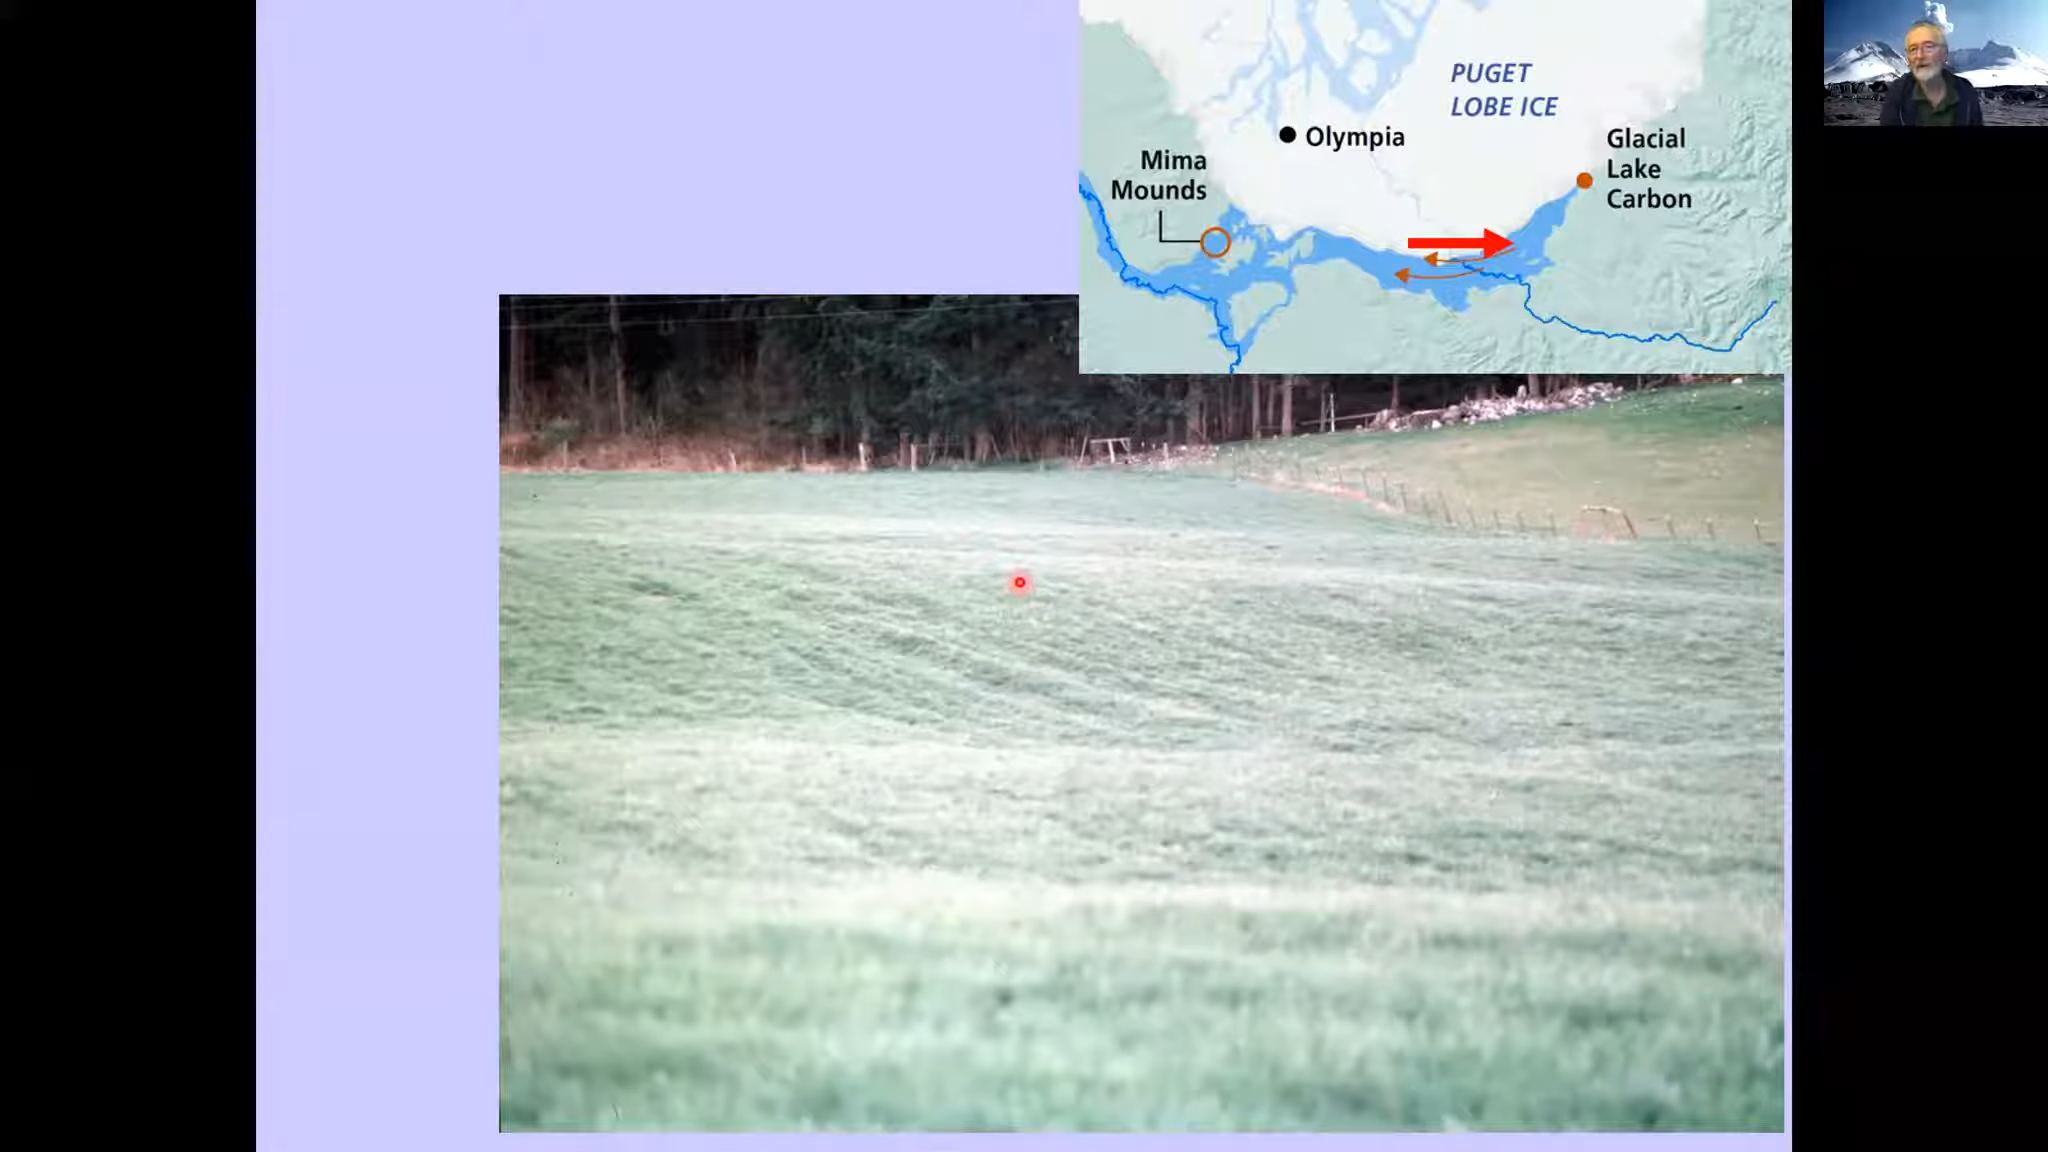 PUGET
LOBE ICE
Olympia
Glacial
Lake
Carbon
Mima
Mounds